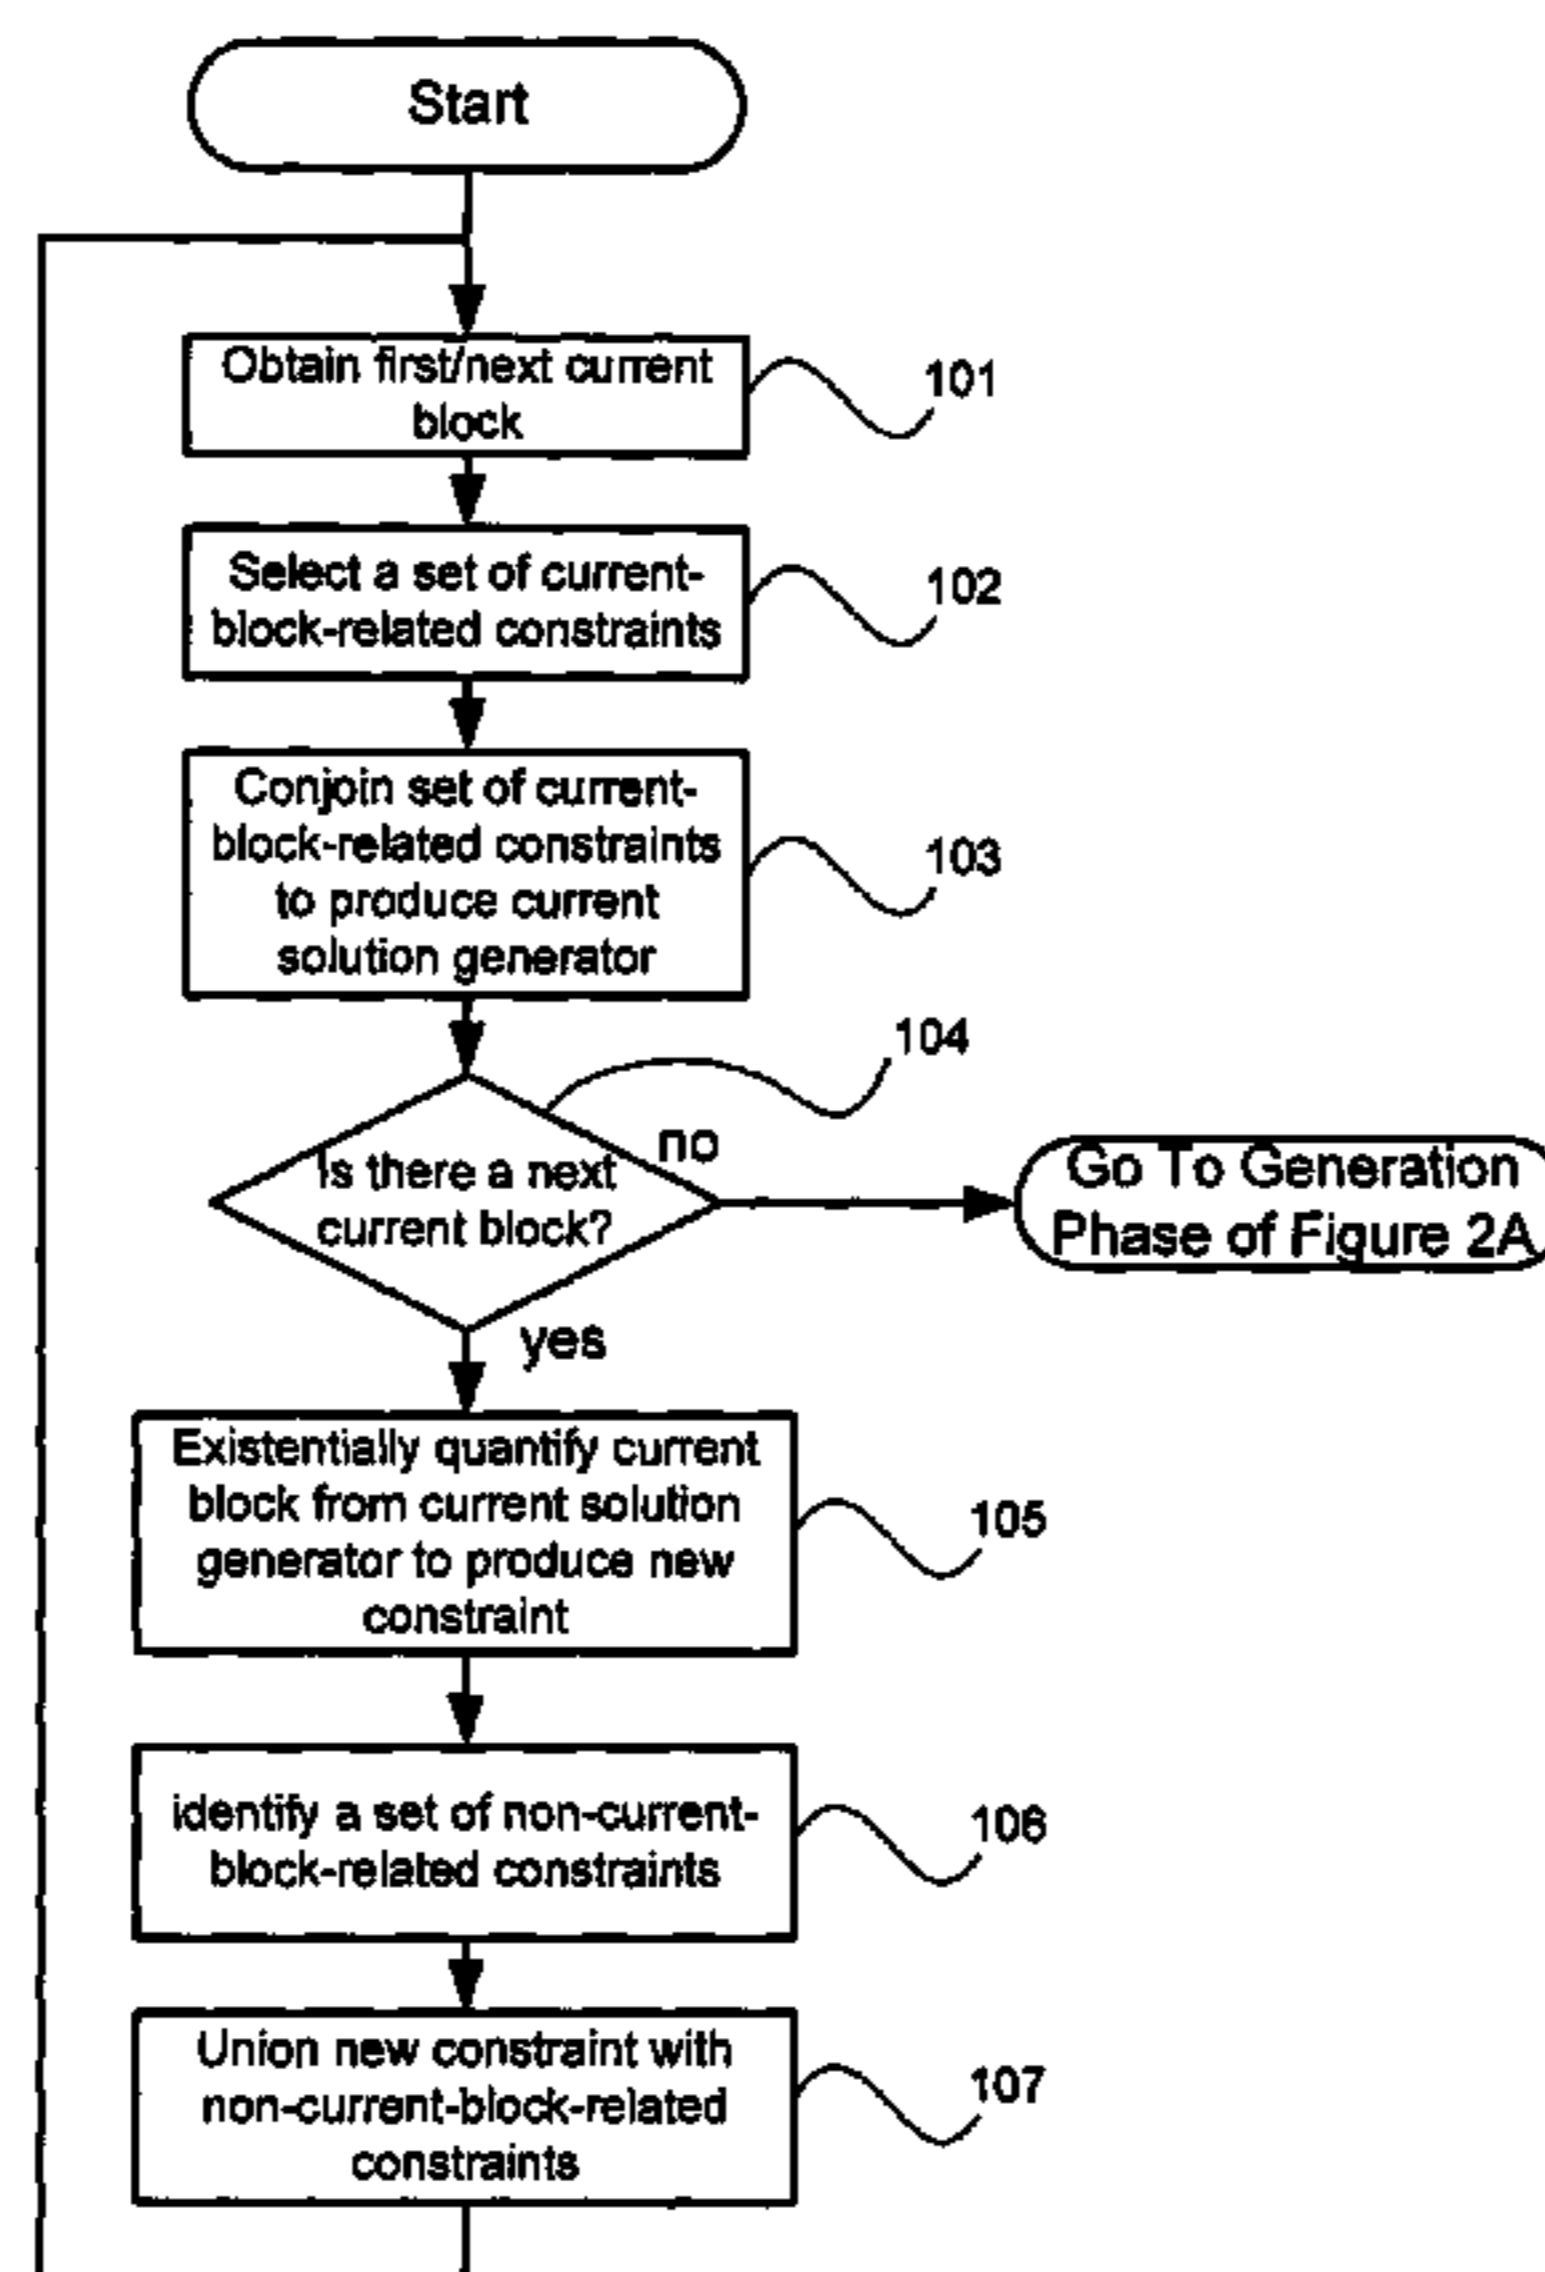 Start
Obtain first/next current
block
101
Select a set of current-
block-related constraints
102
Conjoin set of current-
block-related constraints
to produce current
solution generator
103
104
Is there a next
current block?
no
Go To Generation
Phase of Figure 2A
yes
Existentially quantify current
block from current solution
generator to produce new
constraint
105
identify a set of non-current-
block-related constraints
106
Union new constraint with
non-current-block-related
constraints
107